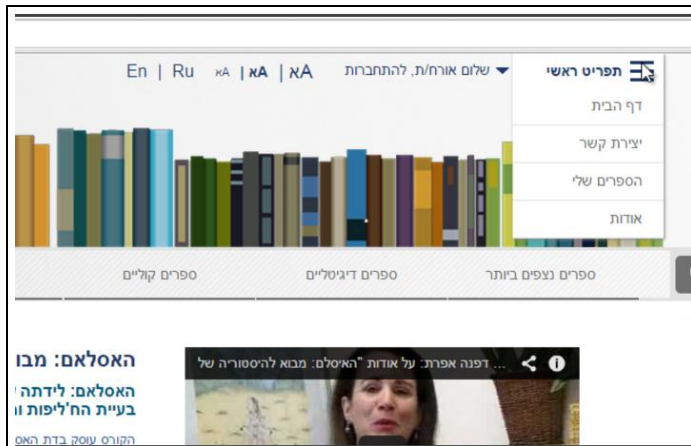 תפריט ראשי
שלום אורח/ת, להתחברות
אA | אA | אA Ru | En
דף הבית
יצירת קשר
הספרים שלי
אודות
ספרים נצפים ביותר
ספרים דיגיטליים
ספרים קוליים
דפנה אפרת: על אודות "האיסלם: מבוא להיסטוריה של ...
האסלאם: מבו
האסלאם: לידתה
בעיית הח'ליפות
הקורס עוסק בדת האס